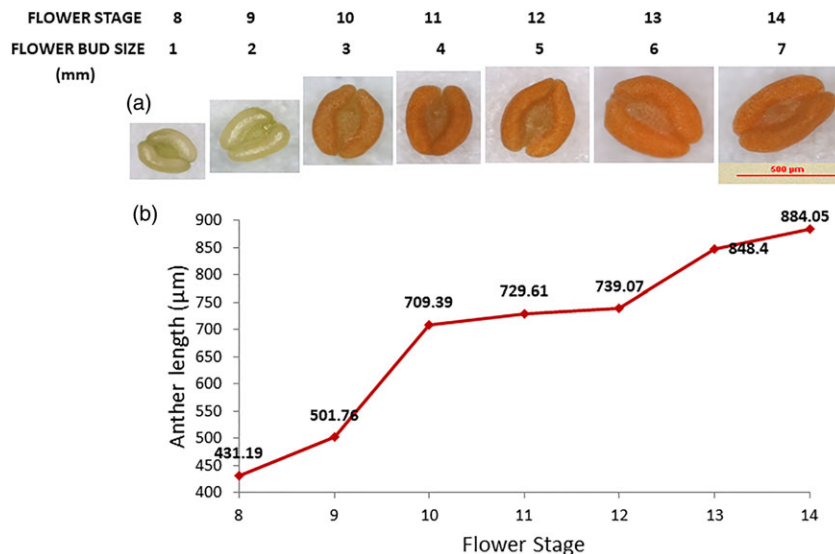 FLOWER STAGE 8 9 10 11 12 13 14
FLOWER BUD SIZE 1 2 3 4 5 6 7
(mm)
(a)
500 µm
(b)
900
850
800
750
700
650
600
550
500
450
400
Anther length (µm)
431.19
501.76
709.39
729.61
739.07
848.4
884.05
8 9 10 11 12 13 14
Flower Stage